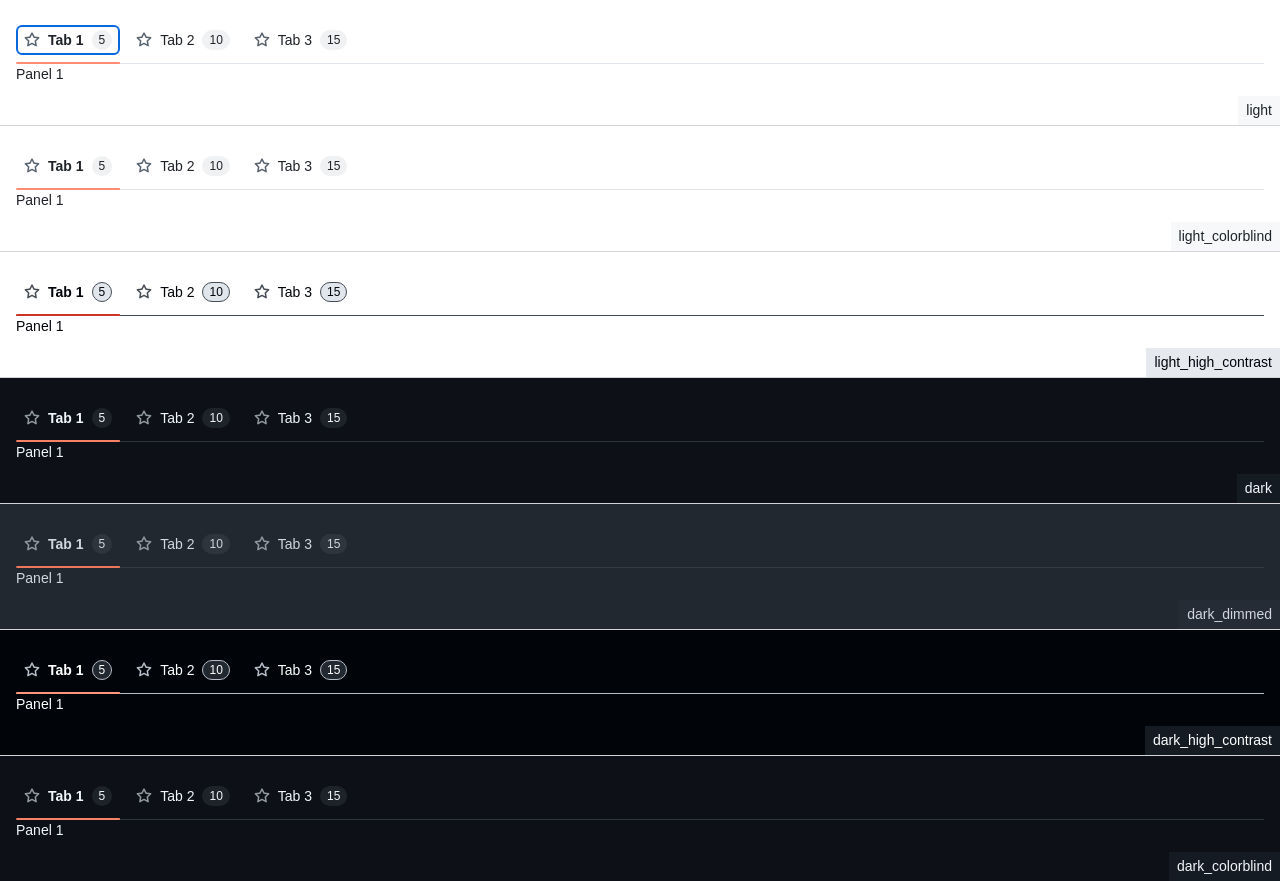 Tab 1 5 Tab 2 10 Tab 3 15
Panel 1
light
Tab 1 5 Tab 2 10 Tab 3 15
Panel 1
light_colorblind
Tab 1 5 Tab 2 10 Tab 3 15
Panel 1
light_high_contrast
Tab 1 5 Tab 2 10 Tab 3 15
Panel 1
dark
Tab 1 5 Tab 2 10 Tab 3 15
Panel 1
dark_dimmed
Tab 1 5 Tab 2 10 Tab 3 15
Panel 1
dark_high_contrast
Tab 1 5 Tab 2 10 Tab 3 15
Panel 1
dark_colorblind